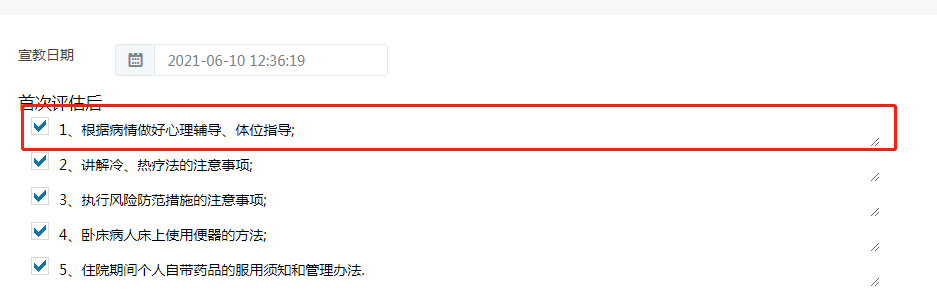 宣教日期
2021-06-10 12:36:19
首次评估后
1、根据病情做好心理辅导、体位指导;
2、讲解冷、热疗法的注意事项;
3、执行风险防范措施的注意事项;
4、卧床病人床上使用便器的方法;
5、住院期间个人自带药品的服用须知和管理办法.